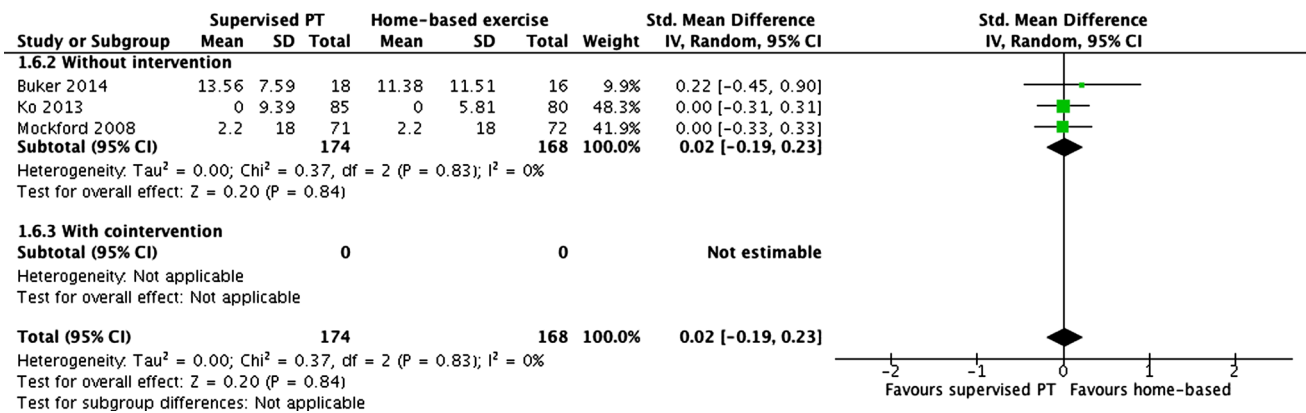 Supervised PT Home-based exercise Std. Mean Difference Std. Mean Difference
Study or Subgroup Mean SD Total Mean SD Total Weight IV, Random, 95% CI IV, Random, 95% CI
1.6.2 Without intervention
Buker 2014 13.56 7.59 18 11.38 11.51 16 9.9% 0.22 [-0.45, 0.90]
Ko 2013 0 9.39 85 0 5.81 80 48.3% 0.00 [-0.31, 0.31]
Mockford 2008 2.2 18 71 2.2 18 72 41.9% 0.00 [-0.33, 0.33]
Subtotal (95% CI) 174 168 100.0% 0.02 [-0.19, 0.23]
Heterogeneity: Tau² = 0.00; Chi² = 0.37, df = 2 (P = 0.83); I² = 0%
Test for overall effect: Z = 0.20 (P = 0.84)
1.6.3 With cointervention
Subtotal (95% CI) 0 0 Not estimable
Heterogeneity: Not applicable
Test for overall effect: Not applicable
Total (95% CI) 174 168 100.0% 0.02 [-0.19, 0.23]
Heterogeneity: Tau² = 0.00; Chi² = 0.37, df = 2 (P = 0.83); I² = 0%
Test for overall effect: Z = 0.20 (P = 0.84)
Test for subgroup differences: Not applicable
-2 -1 0 1 2
Favours supervised PT Favours home-based